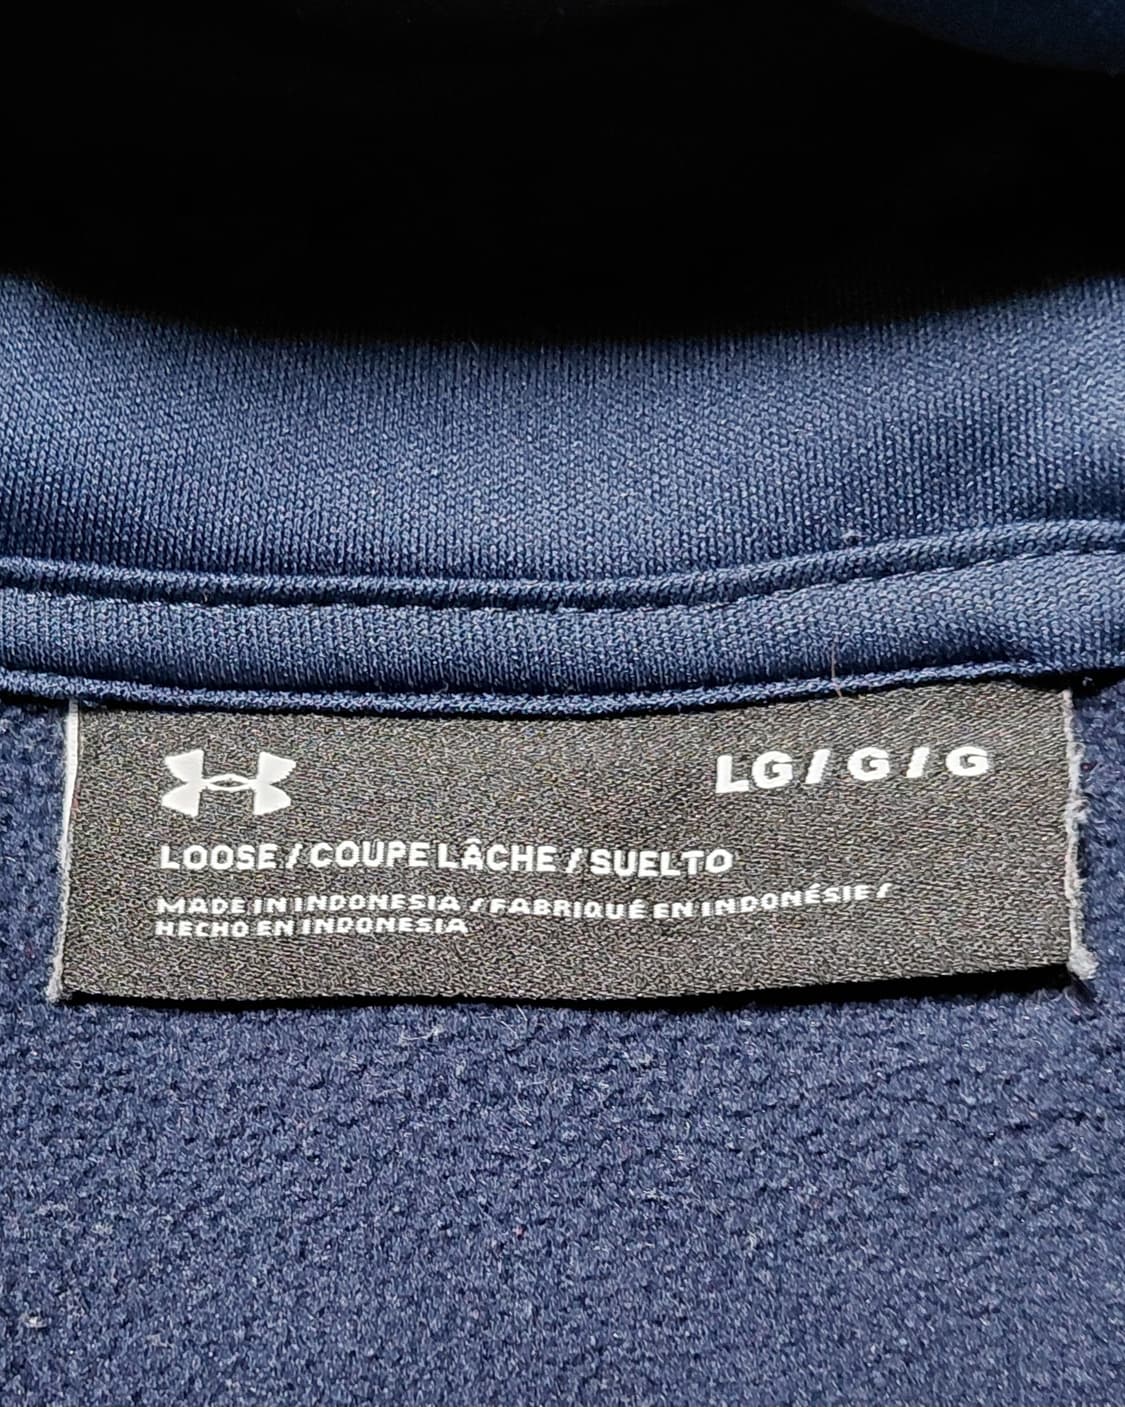 LG / G / G
LOOSE / COUPE LÂCHE / SUELTO
MADE IN INDONESIA / FABRIQUÉ EN INDONÉSIE /
HECHO EN INDONESIA